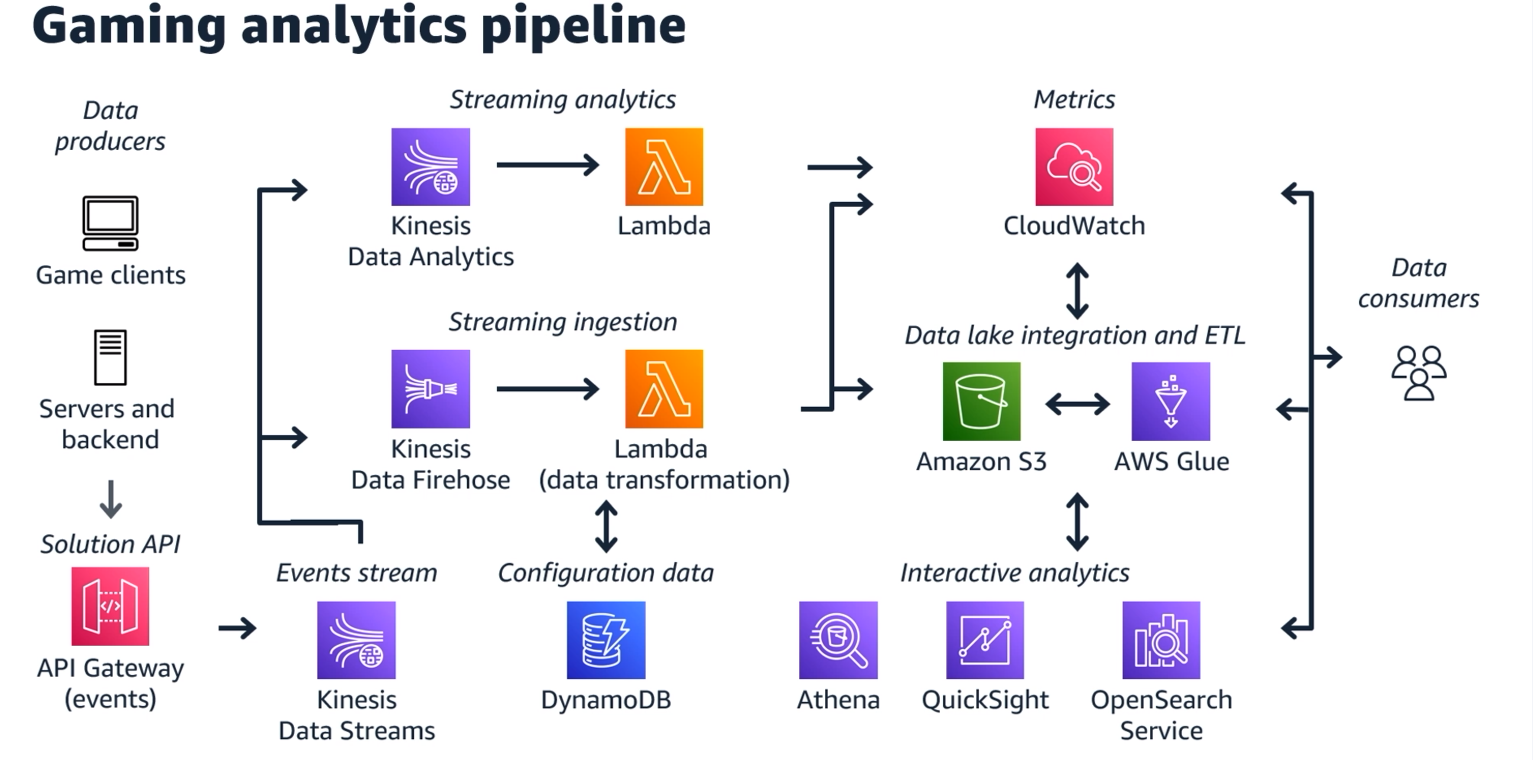 Gaming analytics pipeline
Data
producers
Game clients
Servers and
backend
Solution API
</>
API Gateway
(events)
Events stream
Kinesis
Data Streams
Streaming analytics
Kinesis
Data Analytics
Lambda
Streaming ingestion
Kinesis
Data Firehose
Lambda
(data transformation)
Configuration data
DynamoDB
Metrics
CloudWatch
Data lake integration and ETL
Amazon S3
AWS Glue
Interactive analytics
Athena
QuickSight
OpenSearch
Service
Data
consumers